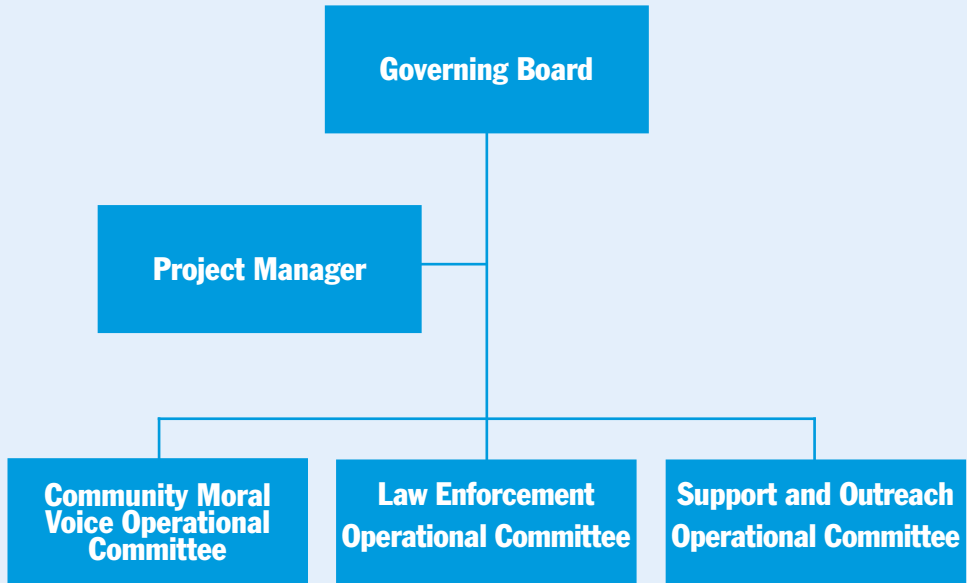 Governing Board
Project Manager
Community Moral
Voice Operational
Committee
Law Enforcement
Operational Committee
Support and Outreach
Operational Committee